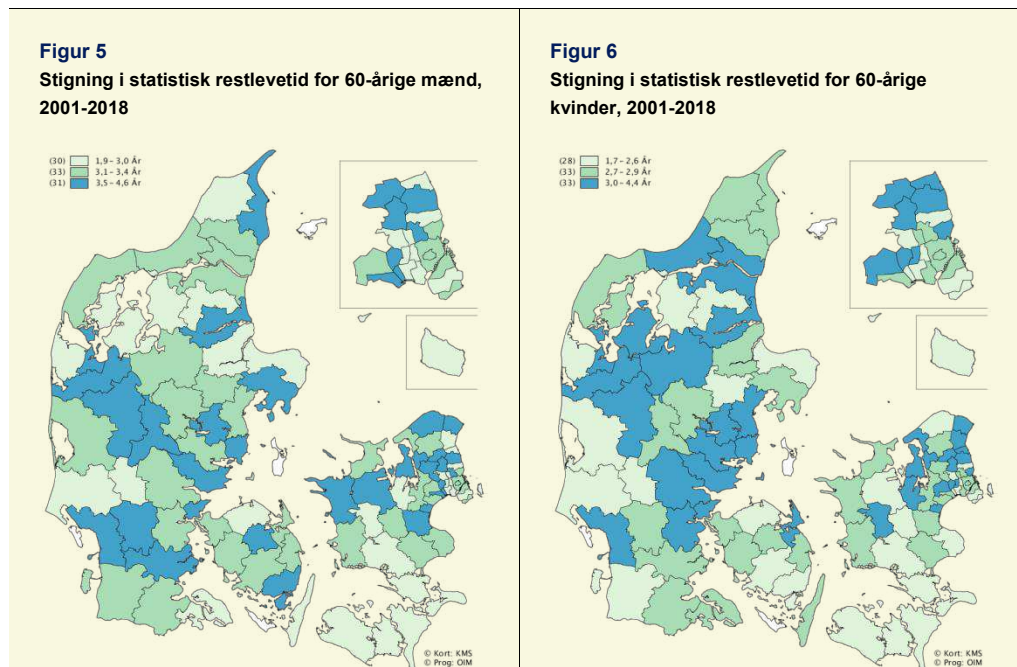 Figur 5
Stigning i statistisk restlevetid for 60-årige mænd,
2001-2018
(30) 1,9 – 3,0 År
(33) 3,1 – 3,4 År
(31) 3,5 – 4,6 År
© Kort: KMS
© Prog: OIM
Figur 6
Stigning i statistisk restlevetid for 60-årige
kvinder, 2001-2018
(28) 1,7 – 2,6 År
(33) 2,7 – 2,9 År
(33) 3,0 – 4,4 År
© Kort: KMS
© Prog: OIM